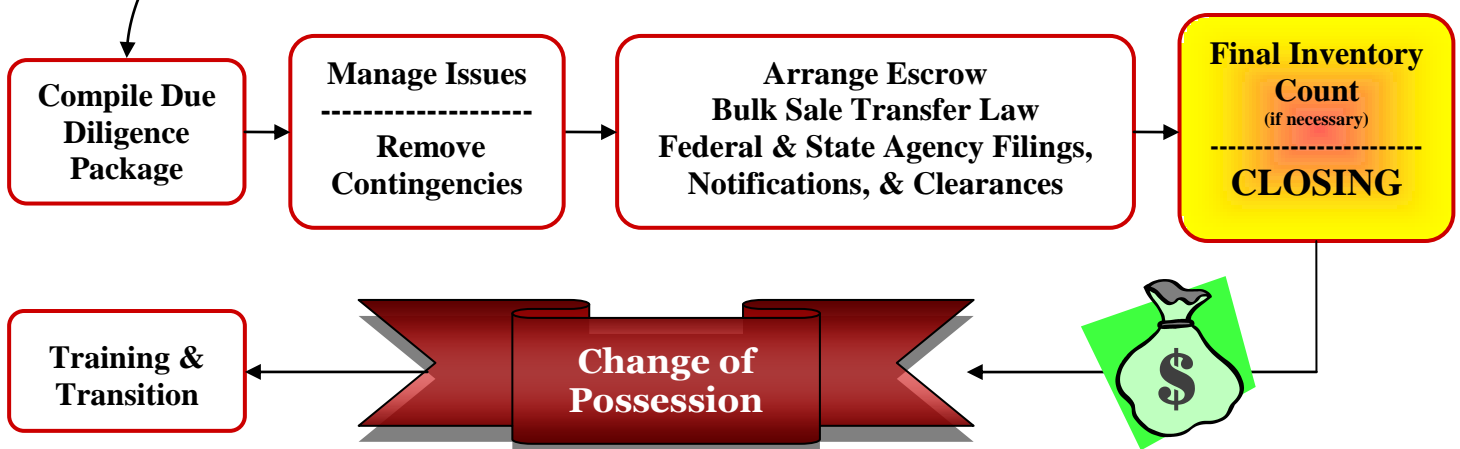 Compile Due
Diligence
Package
Manage Issues
----------------------
Remove
Contingencies
Arrange Escrow
Bulk Sale Transfer Law
Federal & State Agency Filings,
Notifications, & Clearances
Final Inventory
Count
(if necessary)
----------------------
CLOSING
$
Change of
Possession
Training &
Transition